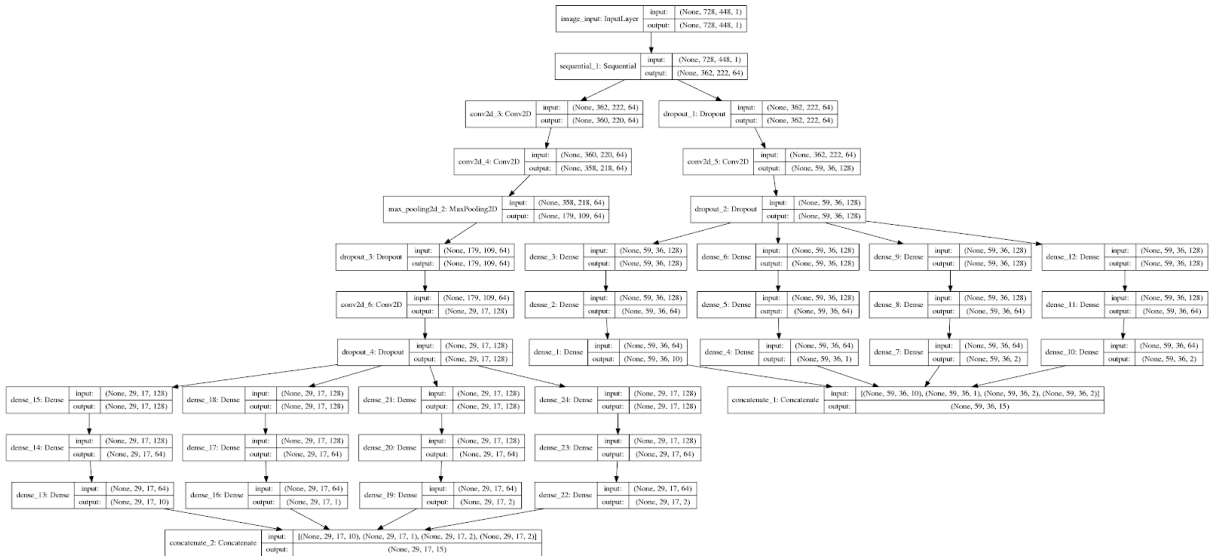 image_input: InputLayer input: (None, 728, 448, 1)
output: (None, 728, 448, 1)
sequential_1: Sequential input: (None, 728, 448, 1)
output: (None, 362, 222, 64)
conv2d_3: Conv2D input: (None, 362, 222, 64)
output: (None, 360, 220, 64)
dropout_1: Dropout input: (None, 362, 222, 64)
output: (None, 362, 222, 64)
conv2d_4: Conv2D input: (None, 360, 220, 64)
output: (None, 358, 218, 64)
conv2d_5: Conv2D input: (None, 362, 222, 64)
output: (None, 59, 36, 128)
max_pooling2d_2: MaxPooling2D input: (None, 358, 218, 64)
output: (None, 179, 109, 64)
dropout_2: Dropout input: (None, 59, 36, 128)
output: (None, 59, 36, 128)
dropout_3: Dropout input: (None, 179, 109, 64)
output: (None, 179, 109, 64)
dense_3: Dense input: (None, 59, 36, 128)
output: (None, 59, 36, 128)
dense_6: Dense input: (None, 59, 36, 128)
output: (None, 59, 36, 128)
dense_9: Dense input: (None, 59, 36, 128)
output: (None, 59, 36, 128)
dense_12: Dense input: (None, 59, 36, 128)
output: (None, 59, 36, 128)
conv2d_6: Conv2D input: (None, 179, 109, 64)
output: (None, 29, 17, 128)
dense_2: Dense input: (None, 59, 36, 128)
output: (None, 59, 36, 64)
dense_5: Dense input: (None, 59, 36, 128)
output: (None, 59, 36, 64)
dense_8: Dense input: (None, 59, 36, 128)
output: (None, 59, 36, 64)
dense_11: Dense input: (None, 59, 36, 128)
output: (None, 59, 36, 64)
dropout_4: Dropout input: (None, 29, 17, 128)
output: (None, 29, 17, 128)
dense_1: Dense input: (None, 59, 36, 64)
output: (None, 59, 36, 10)
dense_4: Dense input: (None, 59, 36, 64)
output: (None, 59, 36, 1)
dense_7: Dense input: (None, 59, 36, 64)
output: (None, 59, 36, 2)
dense_10: Dense input: (None, 59, 36, 64)
output: (None, 59, 36, 2)
dense_15: Dense input: (None, 29, 17, 128)
output: (None, 29, 17, 128)
dense_18: Dense input: (None, 29, 17, 128)
output: (None, 29, 17, 128)
dense_21: Dense input: (None, 29, 17, 128)
output: (None, 29, 17, 128)
dense_24: Dense input: (None, 29, 17, 128)
output: (None, 29, 17, 128)
concatenate_1: Concatenate input: [(None, 59, 36, 10), (None, 59, 36, 1), (None, 59, 36, 2), (None, 59, 36, 2)]
output: (None, 59, 36, 15)
dense_14: Dense input: (None, 29, 17, 128)
output: (None, 29, 17, 64)
dense_17: Dense input: (None, 29, 17, 128)
output: (None, 29, 17, 64)
dense_20: Dense input: (None, 29, 17, 128)
output: (None, 29, 17, 64)
dense_23: Dense input: (None, 29, 17, 128)
output: (None, 29, 17, 64)
dense_13: Dense input: (None, 29, 17, 64)
output: (None, 29, 17, 10)
dense_16: Dense input: (None, 29, 17, 64)
output: (None, 29, 17, 1)
dense_19: Dense input: (None, 29, 17, 64)
output: (None, 29, 17, 2)
dense_22: Dense input: (None, 29, 17, 64)
output: (None, 29, 17, 2)
concatenate_2: Concatenate input: [(None, 29, 17, 10), (None, 29, 17, 1), (None, 29, 17, 2), (None, 29, 17, 2)]
output: (None, 29, 17, 15)